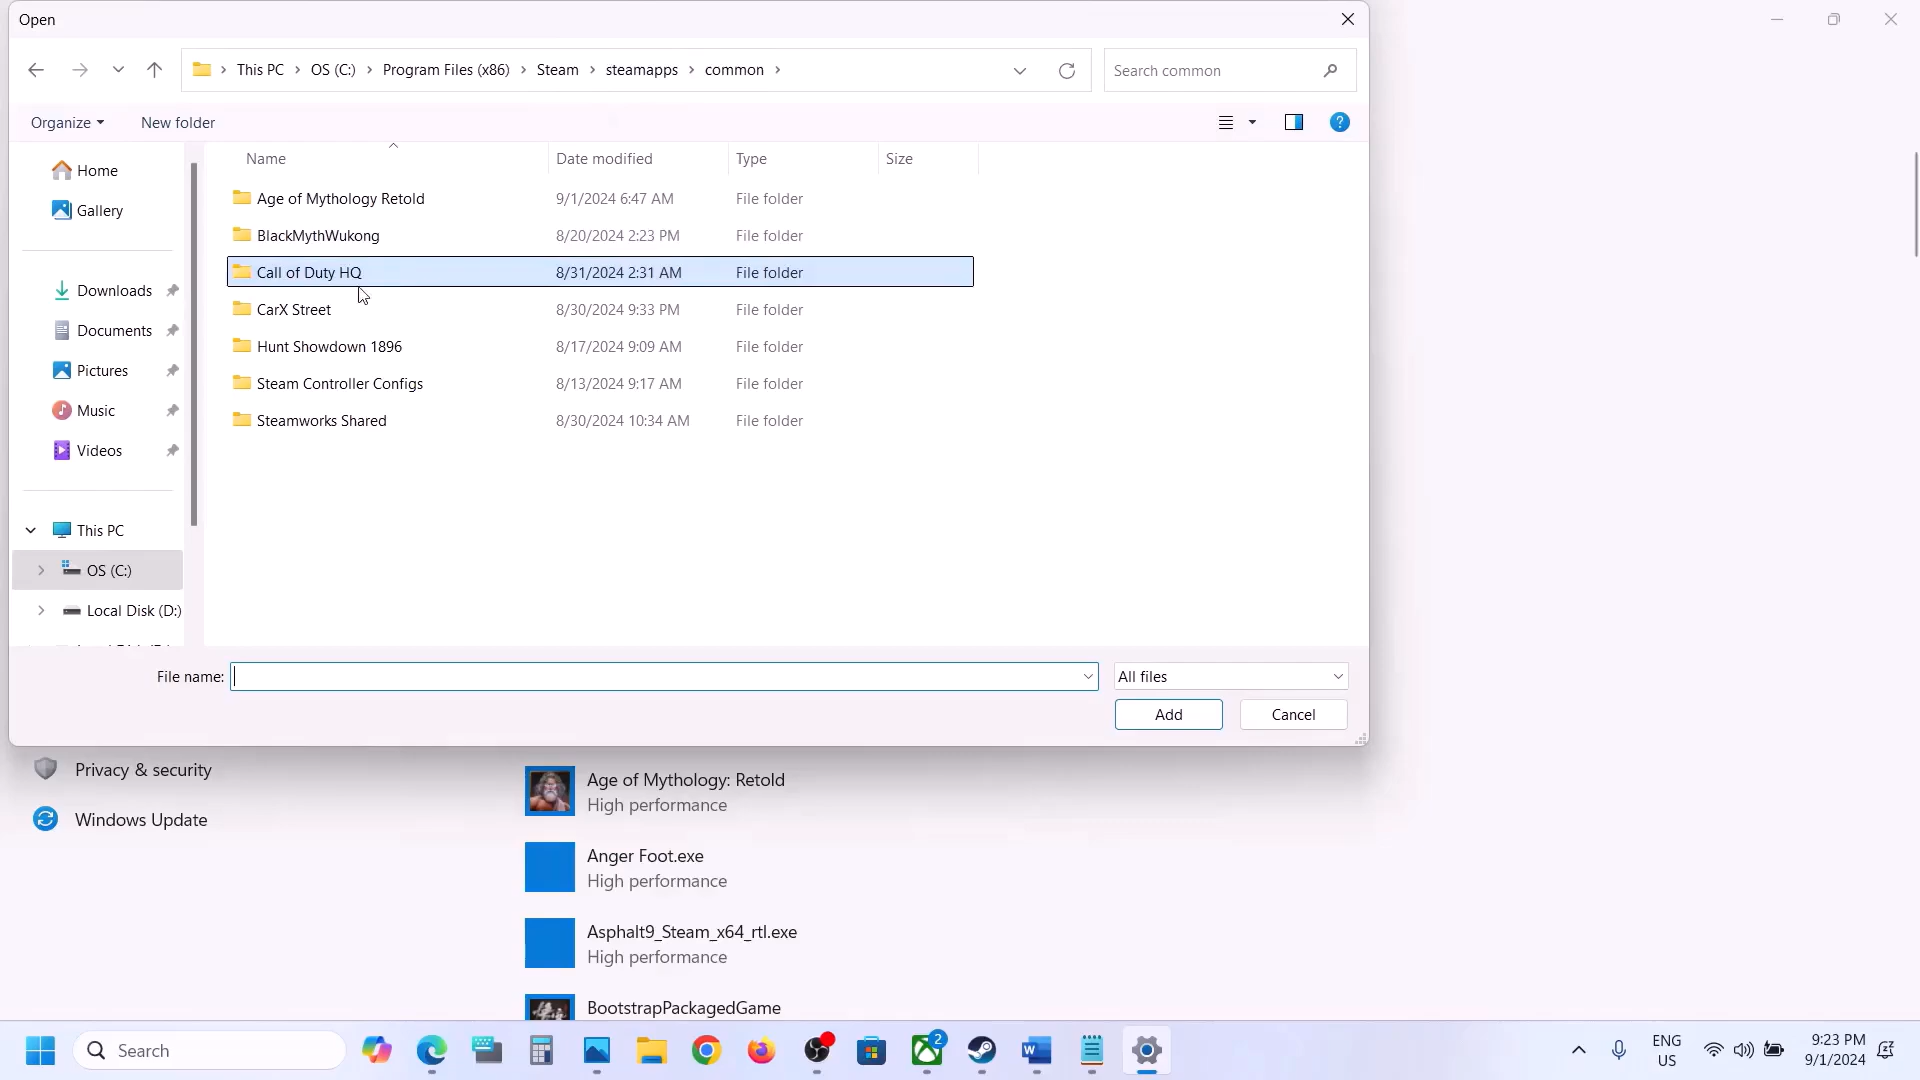 Open
This PC > OS (C:) > Program Files (x86) > Steam > steamapps > common >
Search common
Organize
New folder
Home
Gallery
Downloads
Documents
Pictures
Music
Videos
This PC
OS (C:)
Local Disk (D:)
Name Date modified Type Size
Age of Mythology Retold 9/1/2024 6:47 AM File folder
BlackMythWukong 8/20/2024 2:23 PM File folder
Call of Duty HQ 8/31/2024 2:31 AM File folder
CarX Street 8/30/2024 9:33 PM File folder
Hunt Showdown 1896 8/17/2024 9:09 AM File folder
Steam Controller Configs 8/13/2024 9:17 AM File folder
Steamworks Shared 8/30/2024 10:34 AM File folder
File name:
All files
Add
Cancel
Privacy & security
Windows Update
Age of Mythology: Retold
High performance
Anger Foot.exe
High performance
Asphalt9_Steam_x64_rtl.exe
High performance
BootstrapPackagedGame
Search
2
ENG
US
9:23 PM
9/1/2024